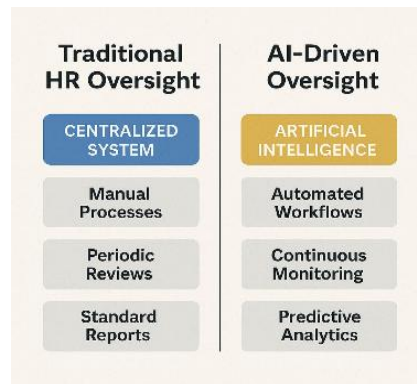 Traditional
HR Oversight
CENTRALIZED
SYSTEM
Manual
Processes
Periodic
Reviews
Standard
Reports
AI-Driven
Oversight
ARTIFICIAL
INTELLIGENCE
Automated
Workflows
Continuous
Monitoring
Predictive
Analytics